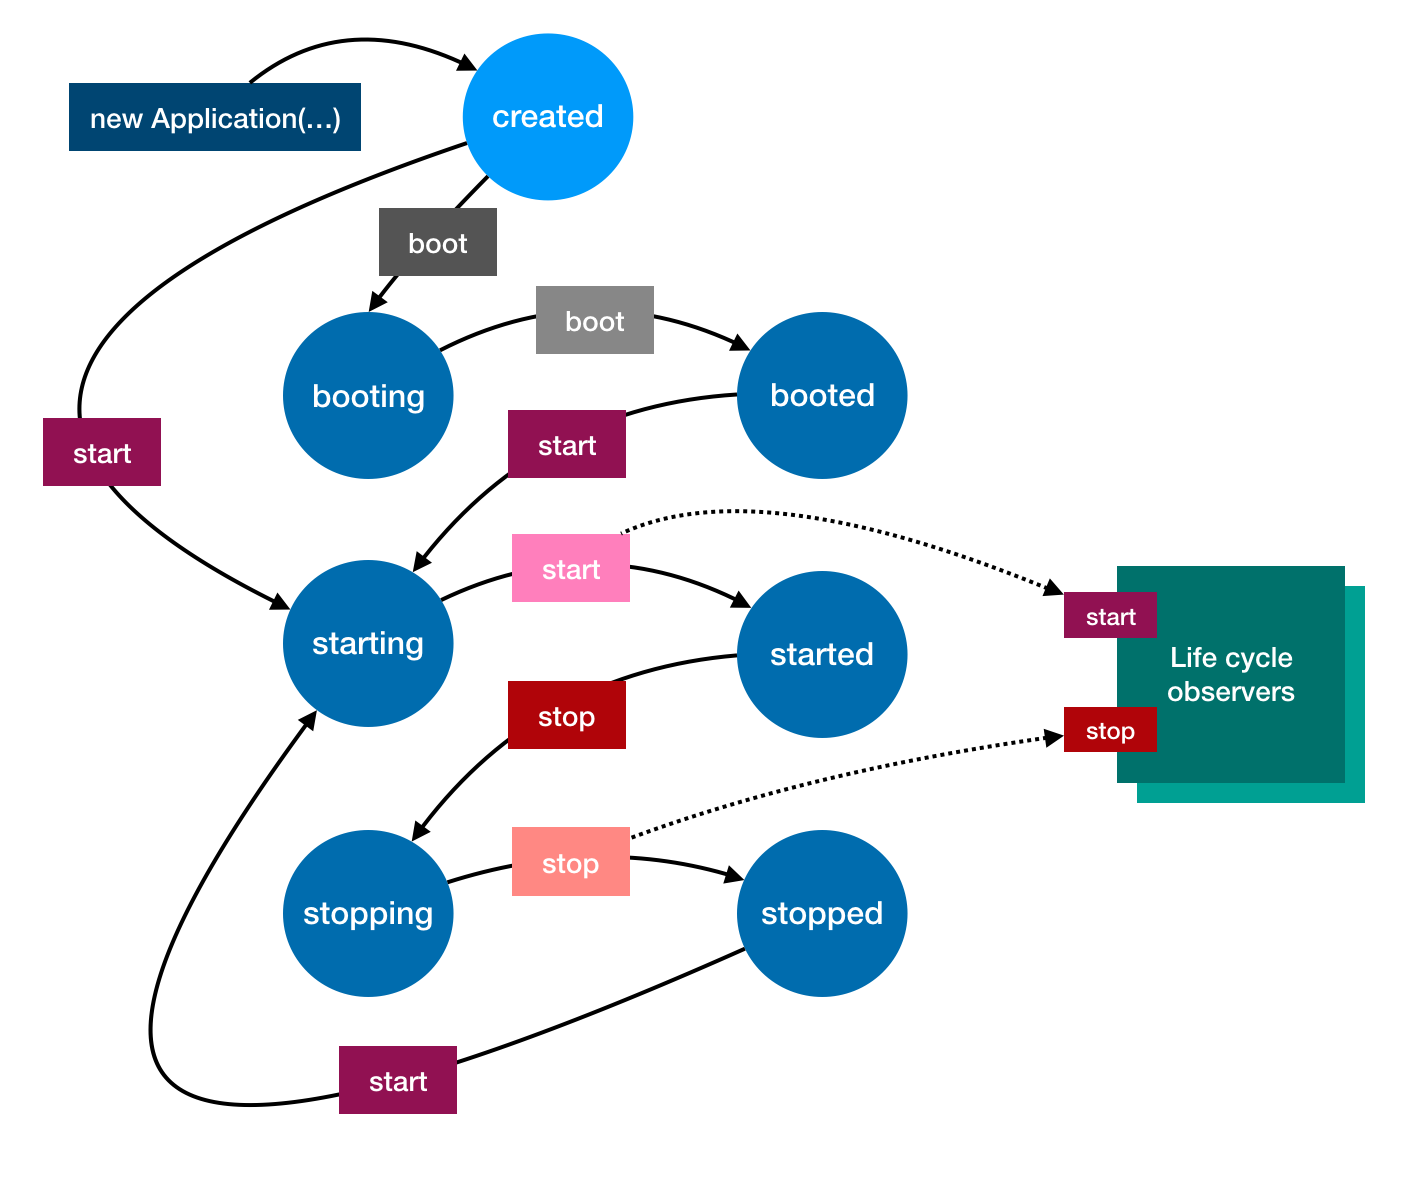 new Application(...)
created
boot
boot
booting
booted
start
start
start
starting
started
start
Life cycle
observers
stop
stop
stop
stopping
stopped
start